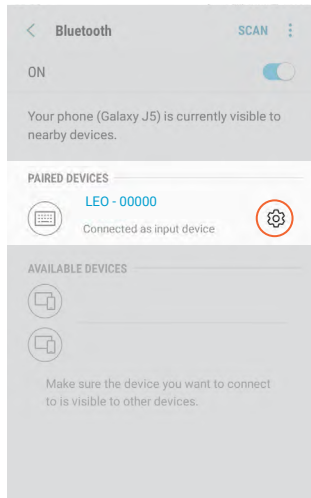 Bluetooth
SCAN
ON
Your phone (Galaxy J5) is currently visible to
nearby devices.
PAIRED DEVICES
LEO - 00000
Connected as input device
AVAILABLE DEVICES
Make sure the device you want to connect
to is visible to other devices.